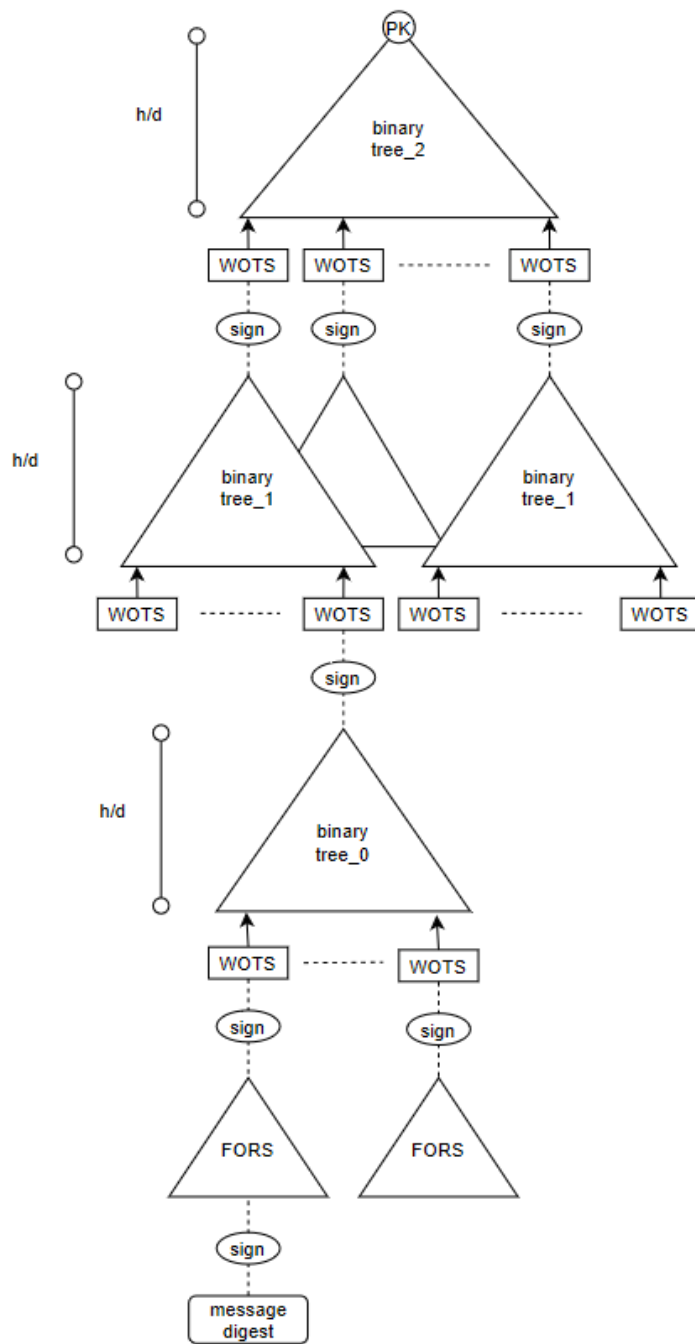 PK
h/d
binary
tree_2
WOTS WOTS WOTS
sign sign sign
h/d
binary
tree_1
binary
tree_1
WOTS WOTS WOTS WOTS
sign
h/d
binary
tree_0
WOTS WOTS
sign sign
FORS FORS
sign
message
digest